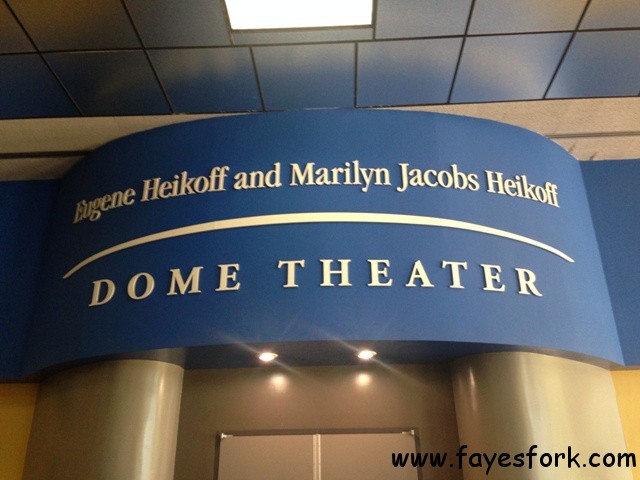 Eugene Heikoff and Marilyn Jacobs Heikoff
DOME THEATER
www.fayesfork.com